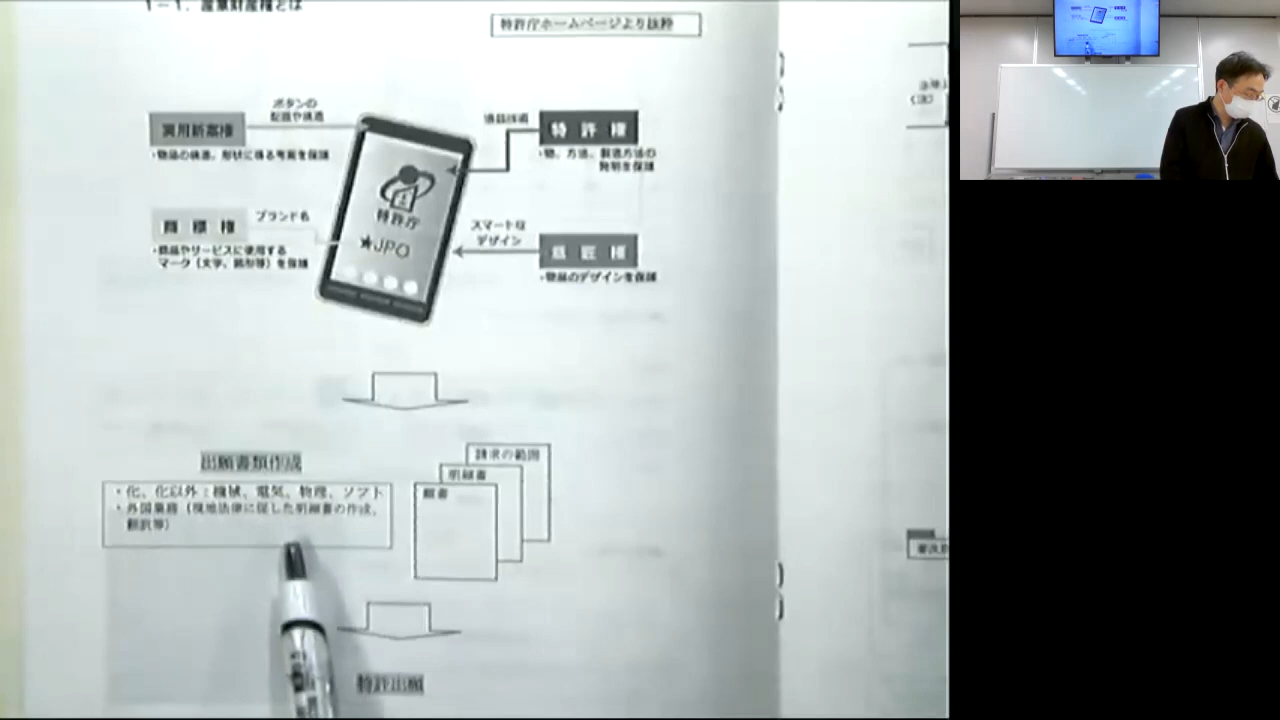 1－1．産業財産権とは
特許庁ホームページより抜粋
実用新案権
ボタンの
配置や構造
・物品の構造、形状に係る考案を保護
通信技術
特許権
・物、方法、製造方法の
発明を保護
商標権
ブランド名
・商品やサービスに使用する
マーク（文字、図形等）を保護
特許庁
★JPO
スマートな
デザイン
意匠権
・物品のデザインを保護
出願書類作成
・化、化以外：機械、電気、物理、ソフト
・外国業務（現地法律に従した明細書の作成、
翻訳等）
請求の範囲
明細書
願書
特許出願